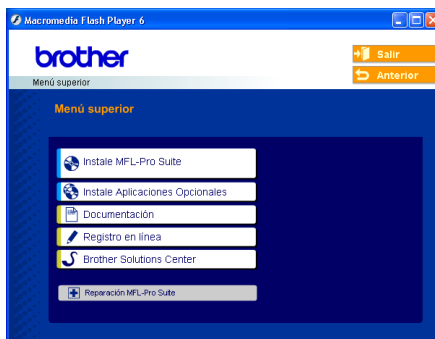 Macromedia Flash Player 6
brother
Salir
Anterior
Menú superior
Menú superior
Instale MFL-Pro Suite
Instale Aplicaciones Opcionales
Documentación
Registro en línea
Brother Solutions Center
Reparación MFL-Pro Suite